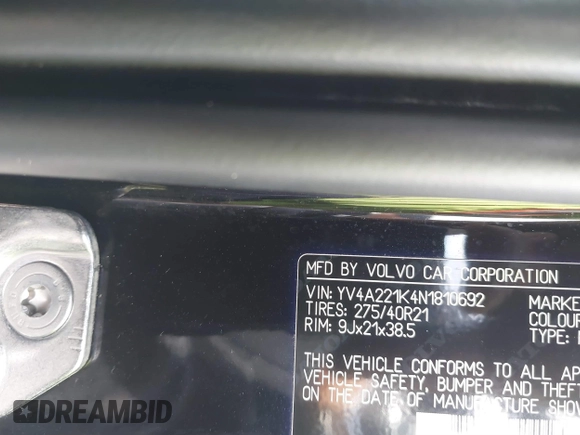 MFD BY VOLVO CAR CORPORATION
VIN: YV4A221K4N1810692
TIRES: 275/40R21
RIM: 9Jx21x38.5
MARKE
COLOU
TYPE:
THIS VEHICLE CONFORMS TO ALL AP
VEHICLE SAFETY, BUMPER AND THEFT
ON THE DATE OF MANUFACTURE SHOW
DREAMBID